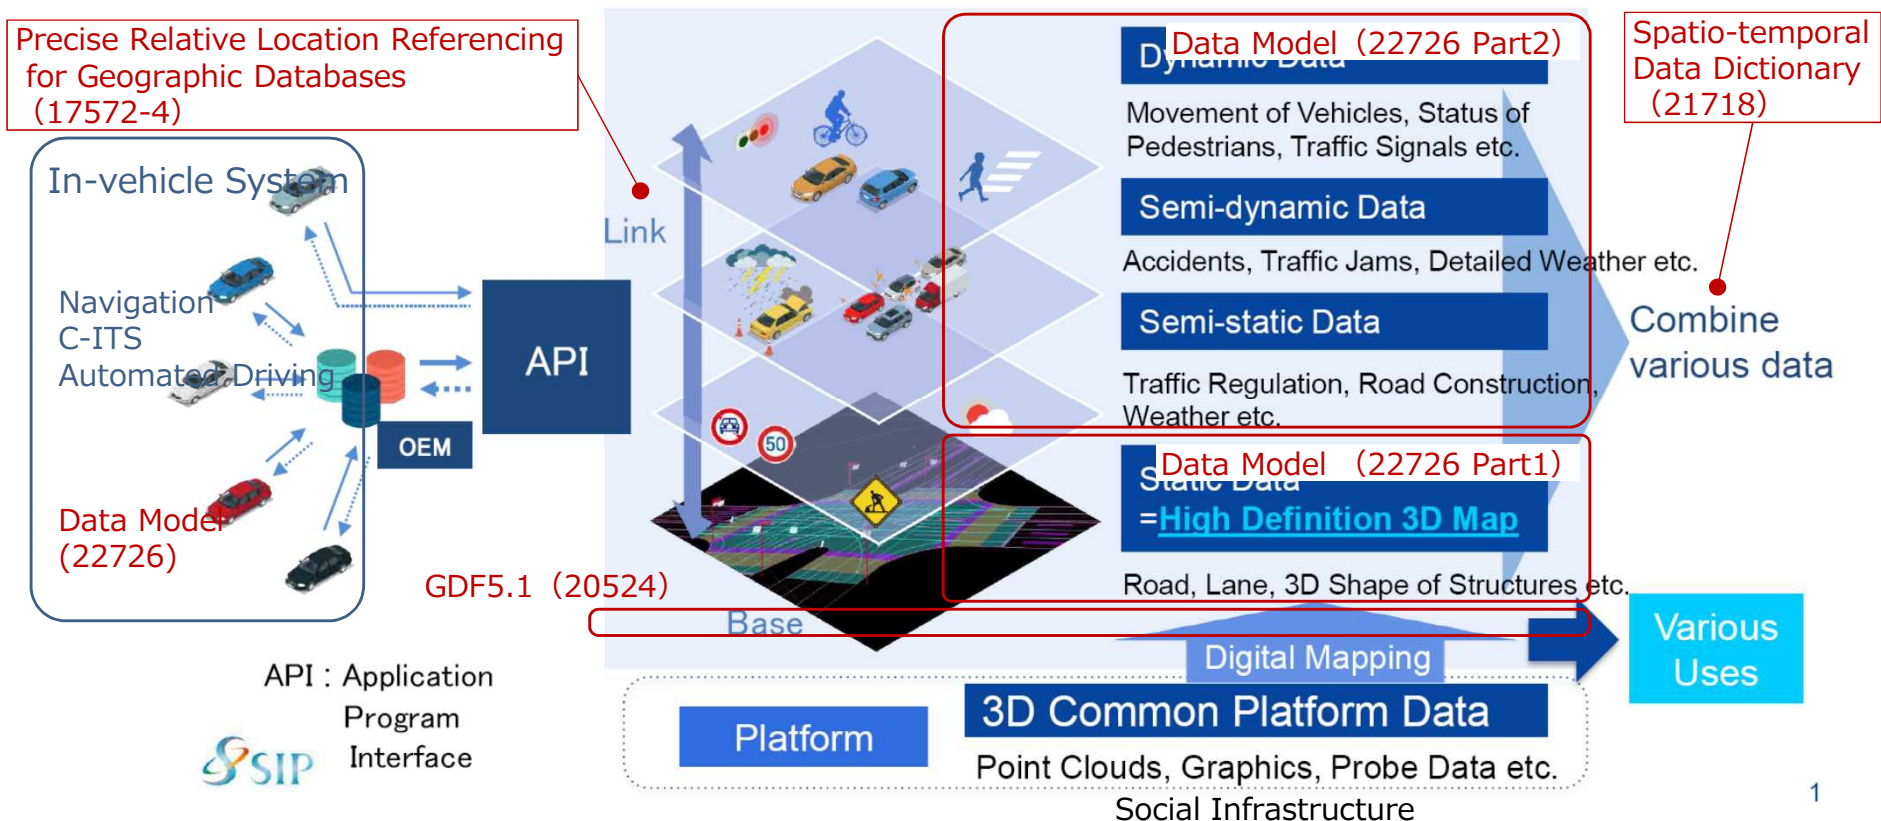 Precise Relative Location Referencing
for Geographic Databases
（17572-4）
In-vehicle System
Navigation
C-ITS
Automated Driving
Data Model
(22726)
OEM
API
Link
GDF5.1（20524）
Base
50
Data Model（22726 Part2）
Dynamic Data
Movement of Vehicles, Status of
Pedestrians, Traffic Signals etc.
Semi-dynamic Data
Accidents, Traffic Jams, Detailed Weather etc.
Semi-static Data
Traffic Regulation, Road Construction,
Weather etc.
Data Model （22726 Part1）
Static Data
=High Definition 3D Map
Road, Lane, 3D Shape of Structures etc.
Spatio-temporal
Data Dictionary
（21718）
Combine
various data
Various
Uses
Digital Mapping
Platform
3D Common Platform Data
Point Clouds, Graphics, Probe Data etc.
Social Infrastructure
API : Application
Program
Interface
SIP
1